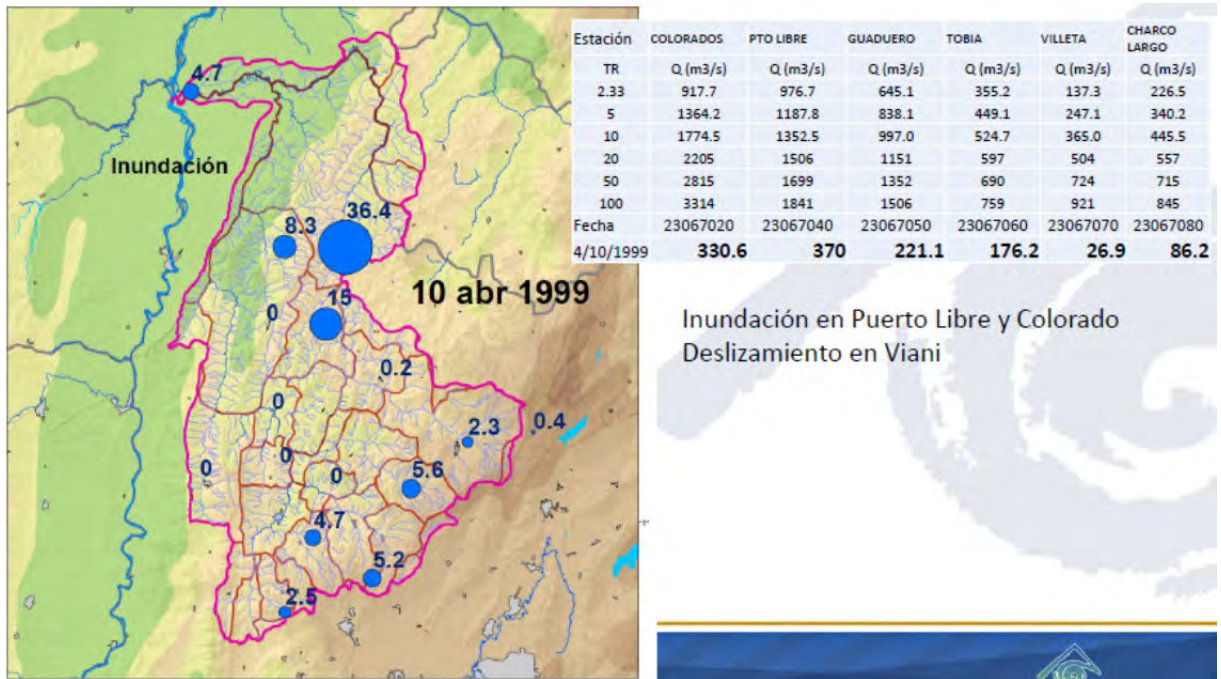 4.7
Inundación
36.4
8.3
10 abr 1999
15
0
0.2
0
0.4
2.3
0
0
0
5.6
4.7
5.2
2.5
Estación COLORADOS PTO LIBRE GUADUERO TOBIA VILLETA CHARCO LARGO
TR Q (m3/s) Q (m3/s) Q (m3/s) Q (m3/s) Q (m3/s) Q (m3/s)
2.33 917.7 976.7 645.1 355.2 137.3 226.5
5 1364.2 1187.8 838.1 449.1 247.1 340.2
10 1774.5 1352.5 997.0 524.7 365.0 445.5
20 2205 1506 1151 597 504 557
50 2815 1699 1352 690 724 715
100 3314 1841 1506 759 921 845
Fecha 23067020 23067040 23067050 23067060 23067070 23067080
4/10/1999 330.6 370 221.1 176.2 26.9 86.2
Inundación en Puerto Libre y Colorado
Deslizamiento en Viani